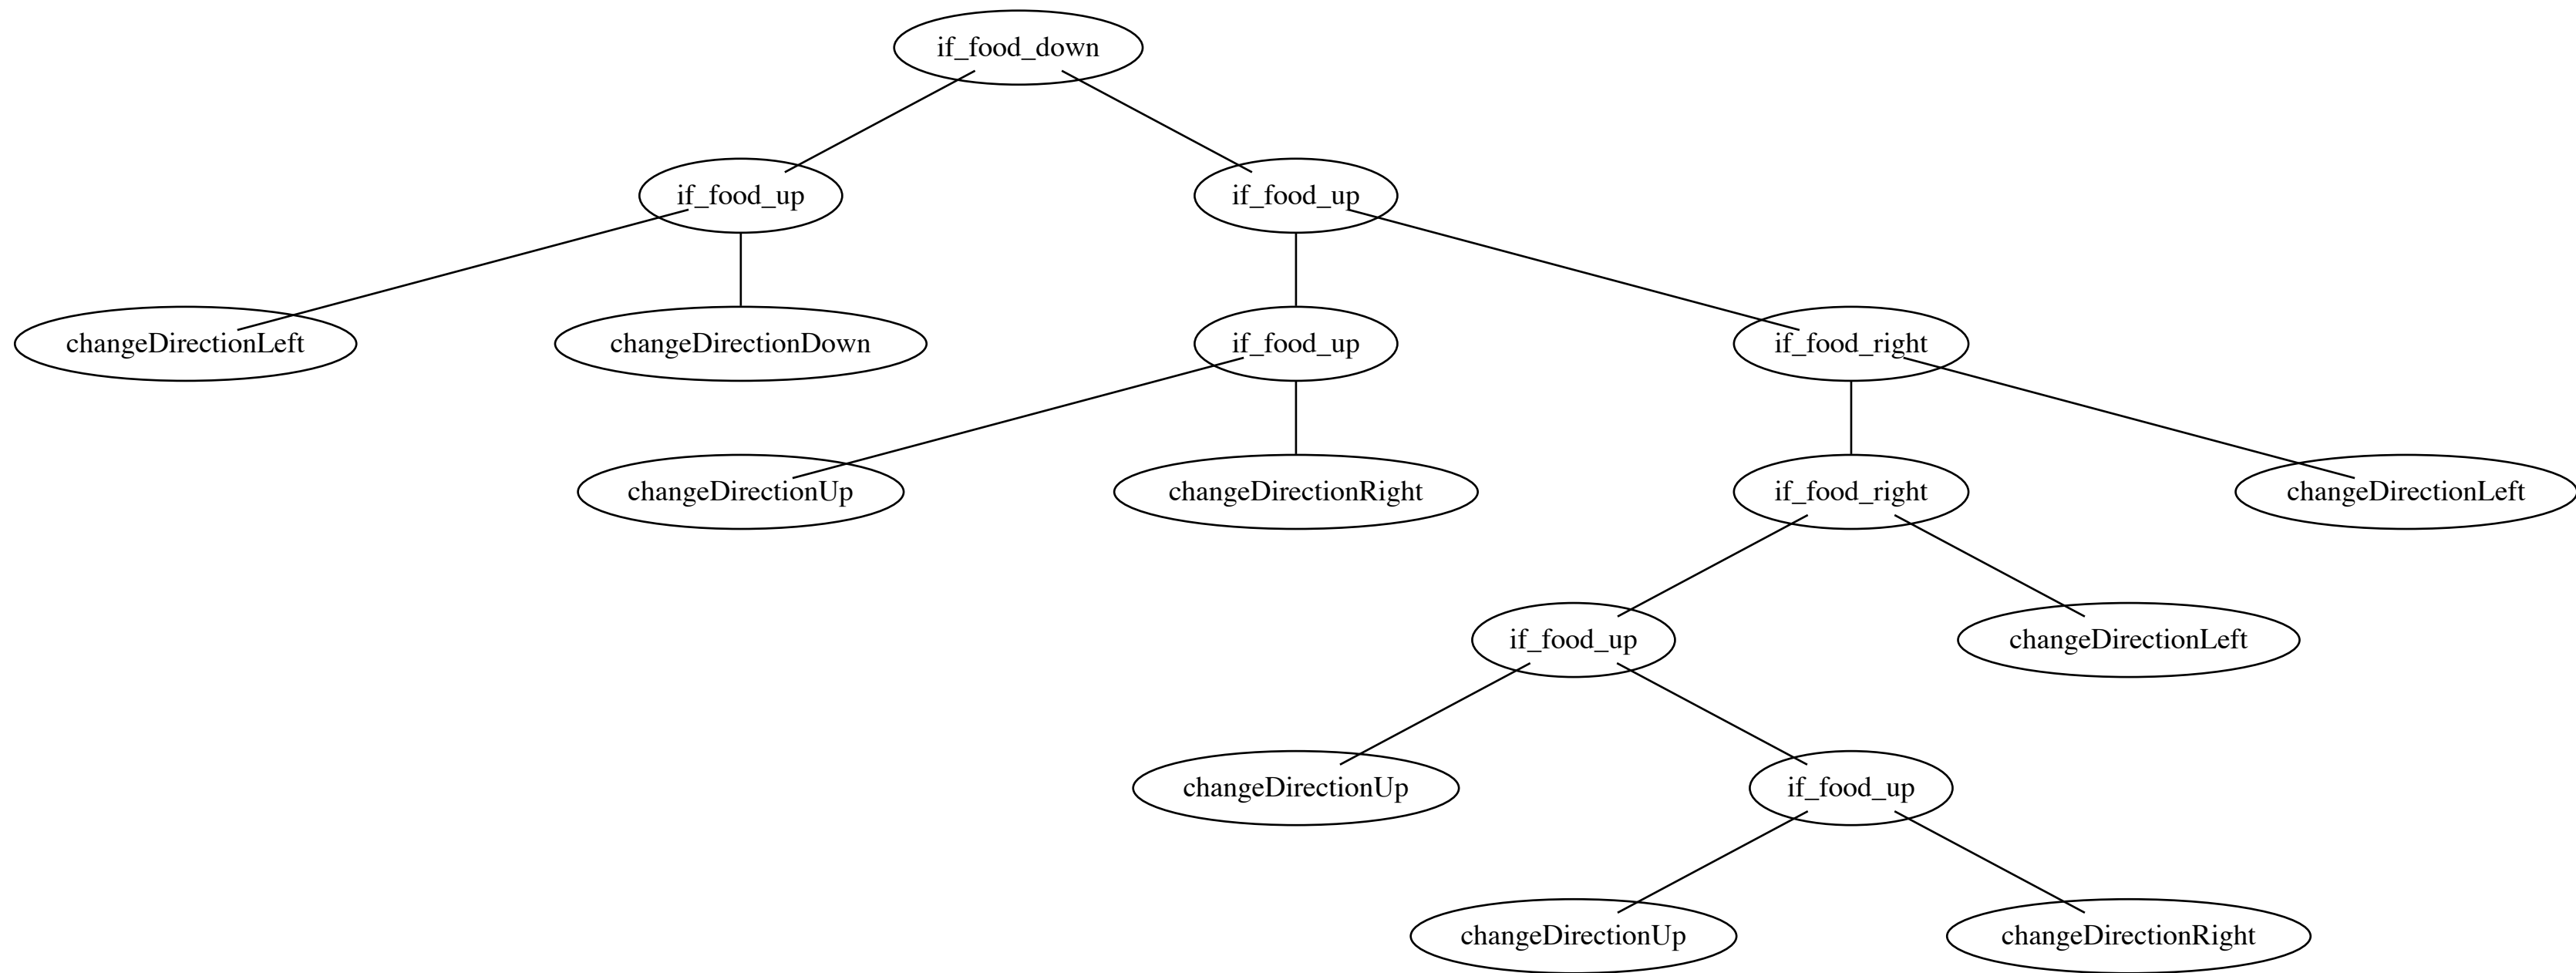 if_food_down
if_food_up
if_food_up
changeDirectionLeft
changeDirectionDown
if_food_up
if_food_right
changeDirectionUp
changeDirectionRight
if_food_right
changeDirectionLeft
if_food_up
changeDirectionLeft
changeDirectionUp
if_food_up
changeDirectionUp
changeDirectionRight